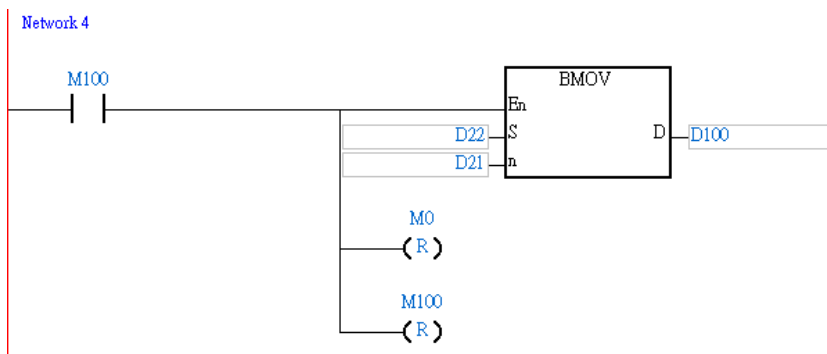 Network 4
M100
BMOV
En
D22 S D D100
D21 n
M0
( R )
M100
( R )